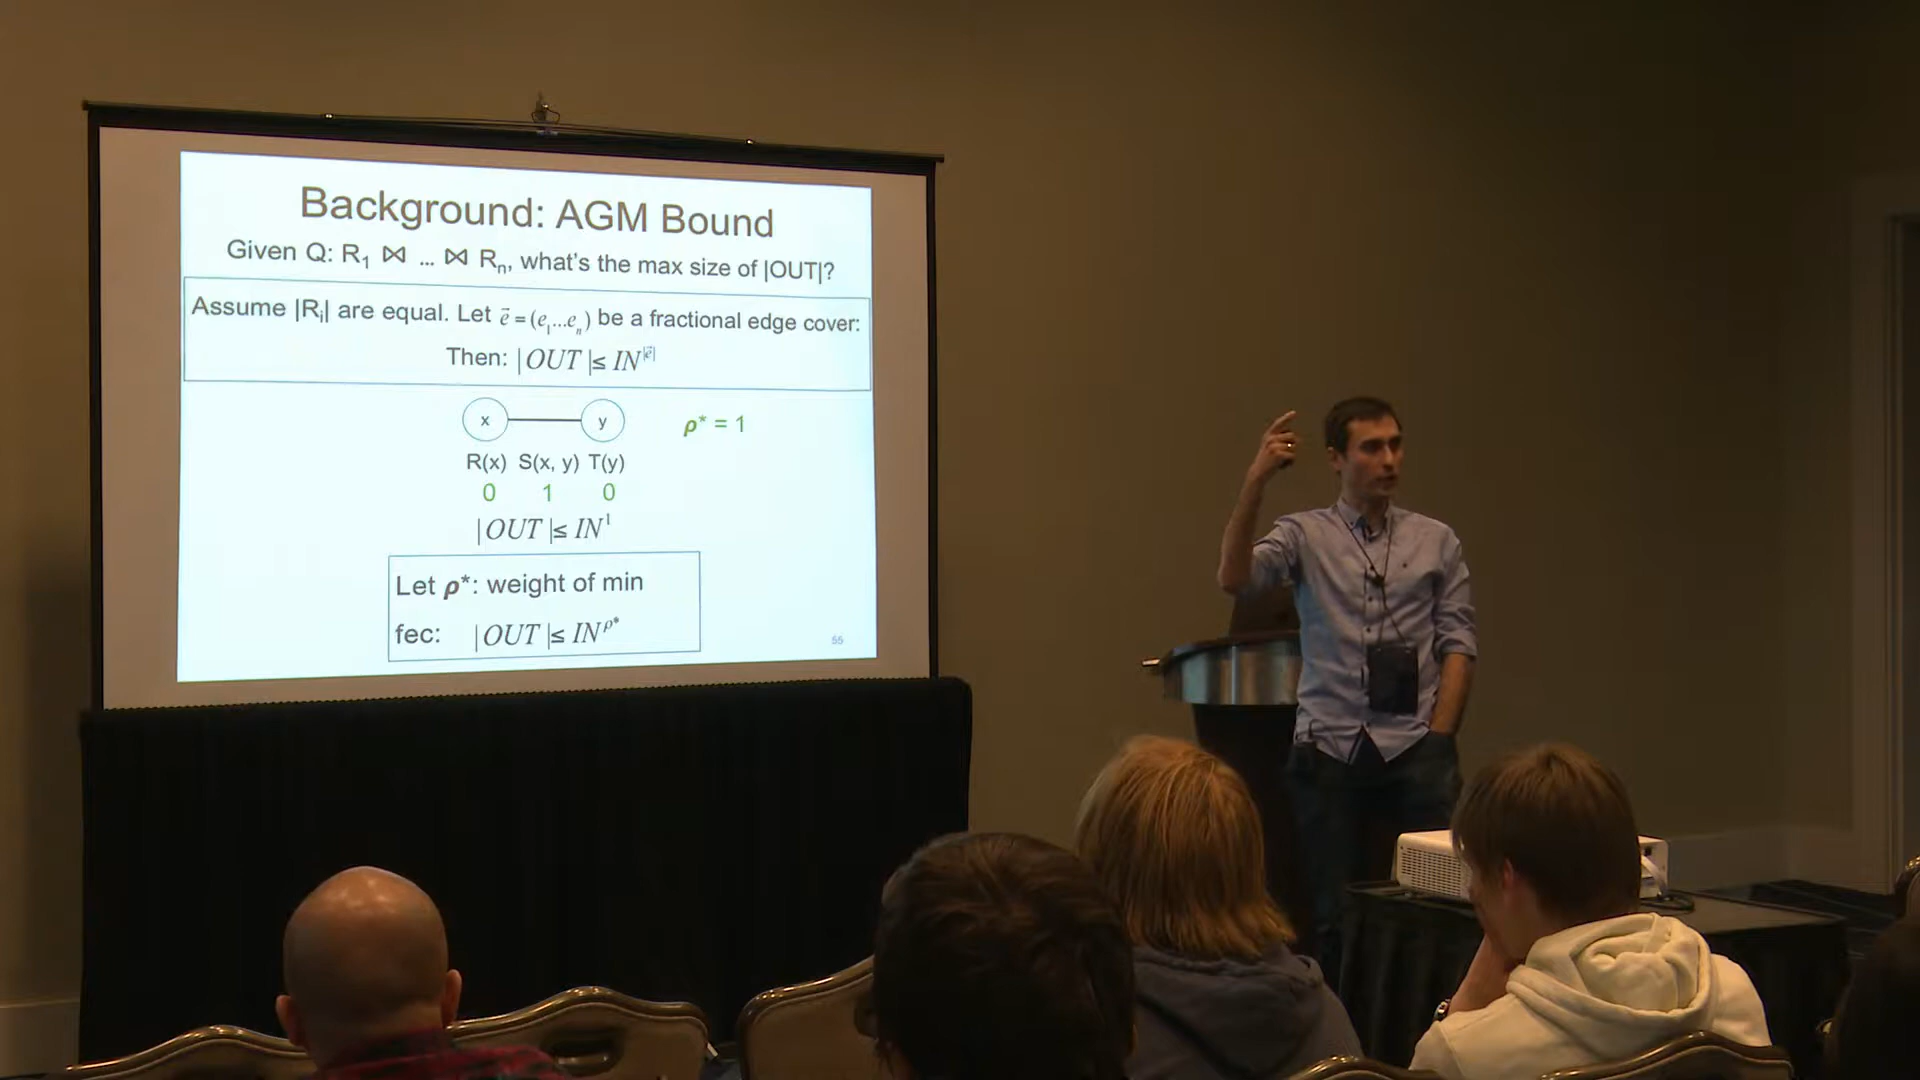 Background: AGM Bound
Given Q: R₁ ⋈ ... ⋈ Rₙ, what's the max size of |OUT|?
Assume |Rᵢ| are equal. Let e⃗ = (e₁...eₙ) be a fractional edge cover:
Then: |OUT| ≤ IN^|e⃗|
x y ρ* = 1
R(x) S(x, y) T(y)
0 1 0
|OUT| ≤ IN¹
Let ρ*: weight of min
fec: |OUT| ≤ IN^ρ*
55